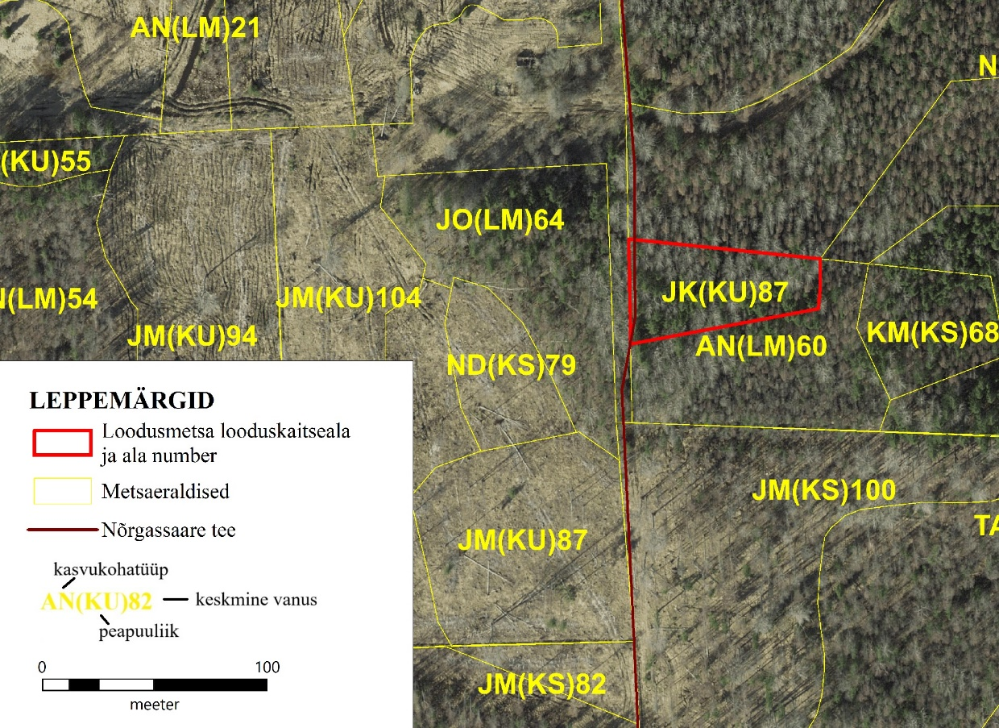 AN(LM)21
N
(KU)55
JO(LM)64
JK(KU)87
(LM)54
JM(KU)104
JM(KU)94
KM(KS)68
AN(LM)60
ND(KS)79
JM(KS)100
TA
JM(KU)87
JM(KS)82
LEPPEMÄRGID
Loodusmetsa looduskaitseala
ja ala number
Metsaeraldised
Nõrgassaare tee
kasvukohatüüp
AN(KU)82
keskmine vanus
peapuuliik
0 100
meeter